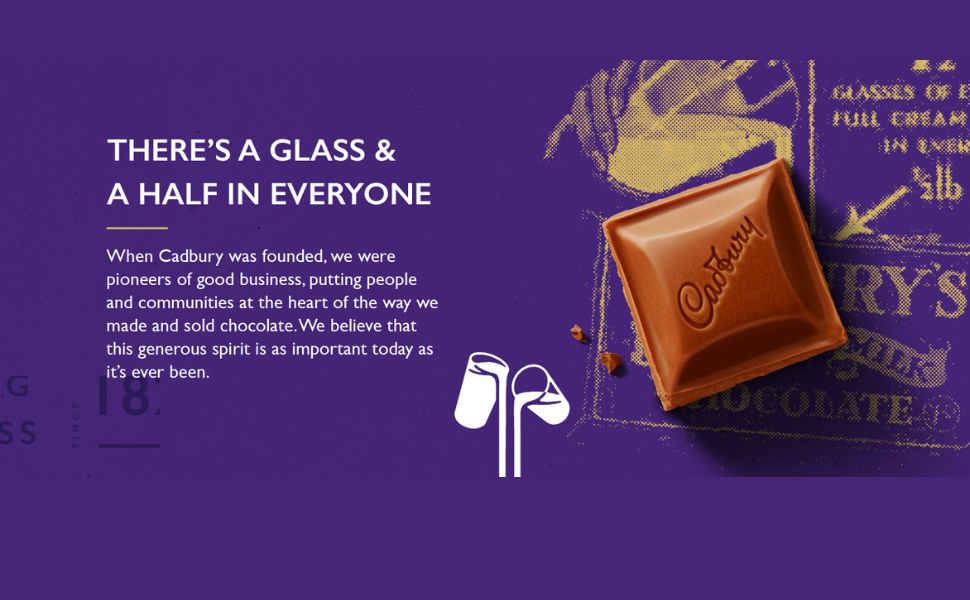 THERE'S A GLASS &
A HALF IN EVERYONE
When Cadbury was founded, we were
pioneers of good business, putting people
and communities at the heart of the way we
made and sold chocolate. We believe that
this generous spirit is as important today as
it's ever been.
SINCE
18
Cadbury
GLASSES OF
FULL CREAM
IN EVER
½lb
RY'S
MILK
CHOCOLATE